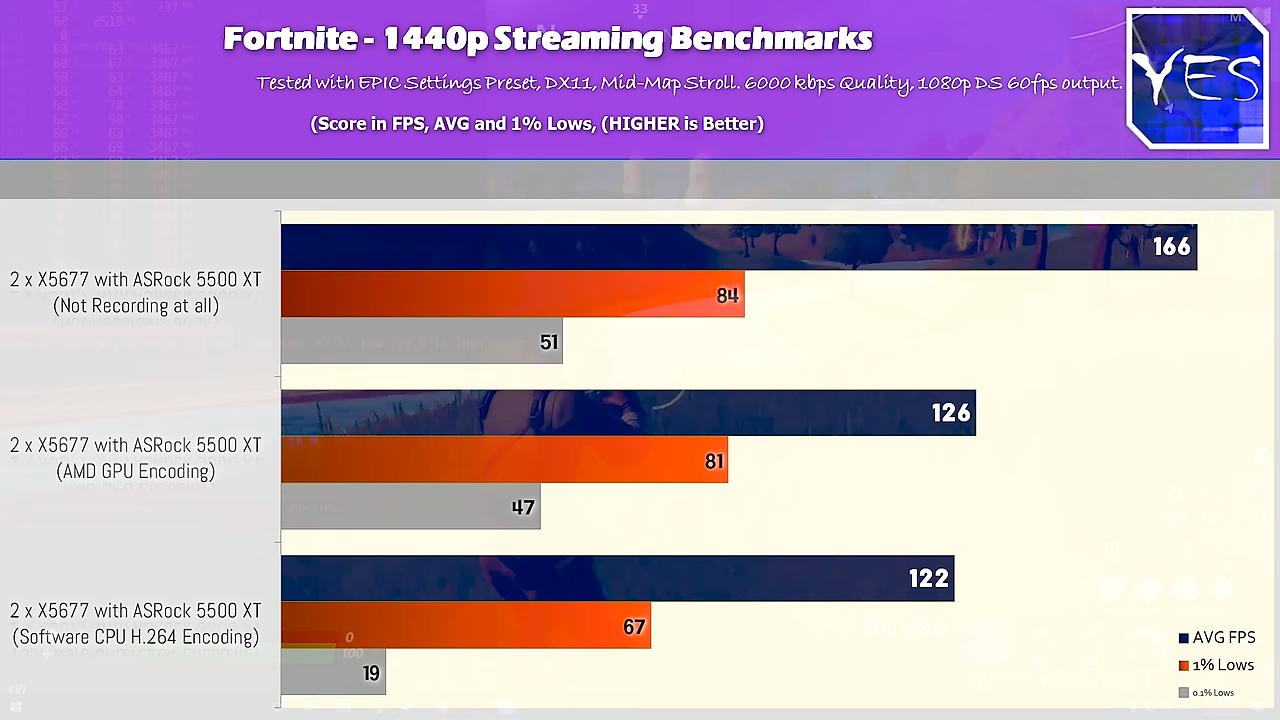 Fortnite - 1440p Streaming Benchmarks
Tested with EPIC Settings Preset, DX11, Mid-Map Stroll. 6000 kbps Quality, 1080p DS 60fps output.
(Score in FPS, AVG and 1% Lows, (HIGHER is Better)
YES
33
2 x X5677 with ASRock 5500 XT
(Not Recording at all)
166
84
51
2 x X5677 with ASRock 5500 XT
(AMD GPU Encoding)
126
81
47
2 x X5677 with ASRock 5500 XT
(Software CPU H.264 Encoding)
122
67
19
0
100
AVG FPS
1% Lows
0.1% Lows